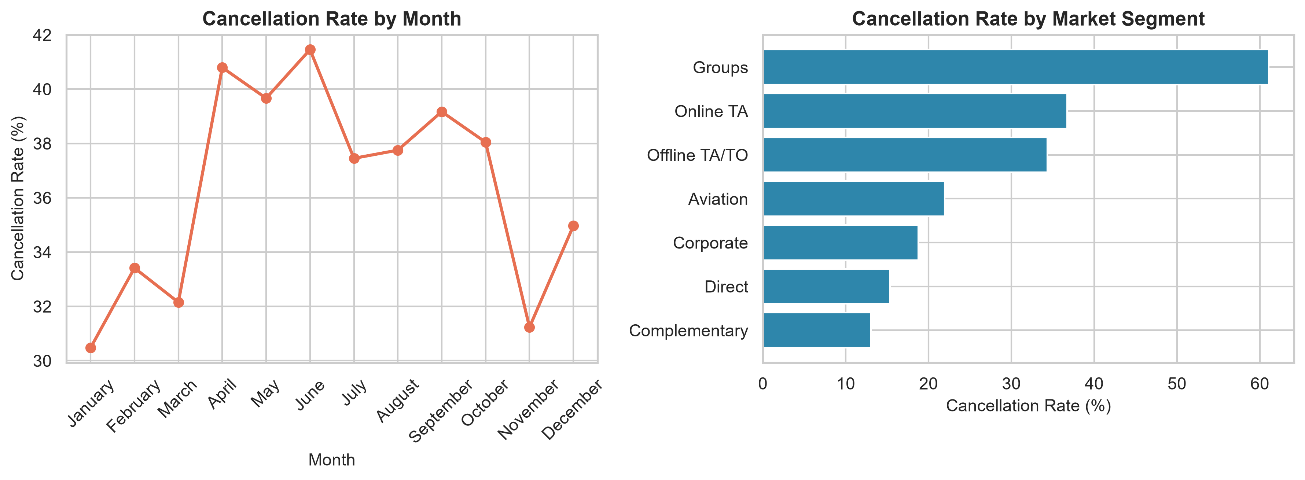 Cancellation Rate by Month
Cancellation Rate (%)
42
40
38
36
34
32
30
January
February
March
April
May
June
July
August
September
October
November
December
Month
Cancellation Rate by Market Segment
Groups
Online TA
Offline TA/TO
Aviation
Corporate
Direct
Complementary
0 10 20 30 40 50 60
Cancellation Rate (%)